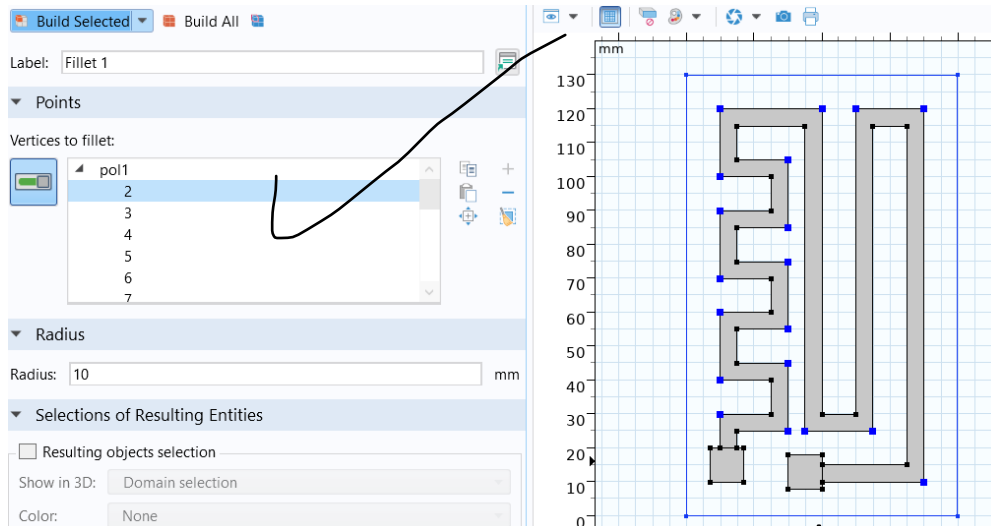 Build Selected Build All
Label: Fillet 1
Points
Vertices to fillet:
pol1
2
3
4
5
6
7
Radius
Radius: 10 mm
Selections of Resulting Entities
Resulting objects selection
Show in 3D: Domain selection
Color: None
mm
130
120
110
100
90
80
70
60
50
40
30
20
10
0